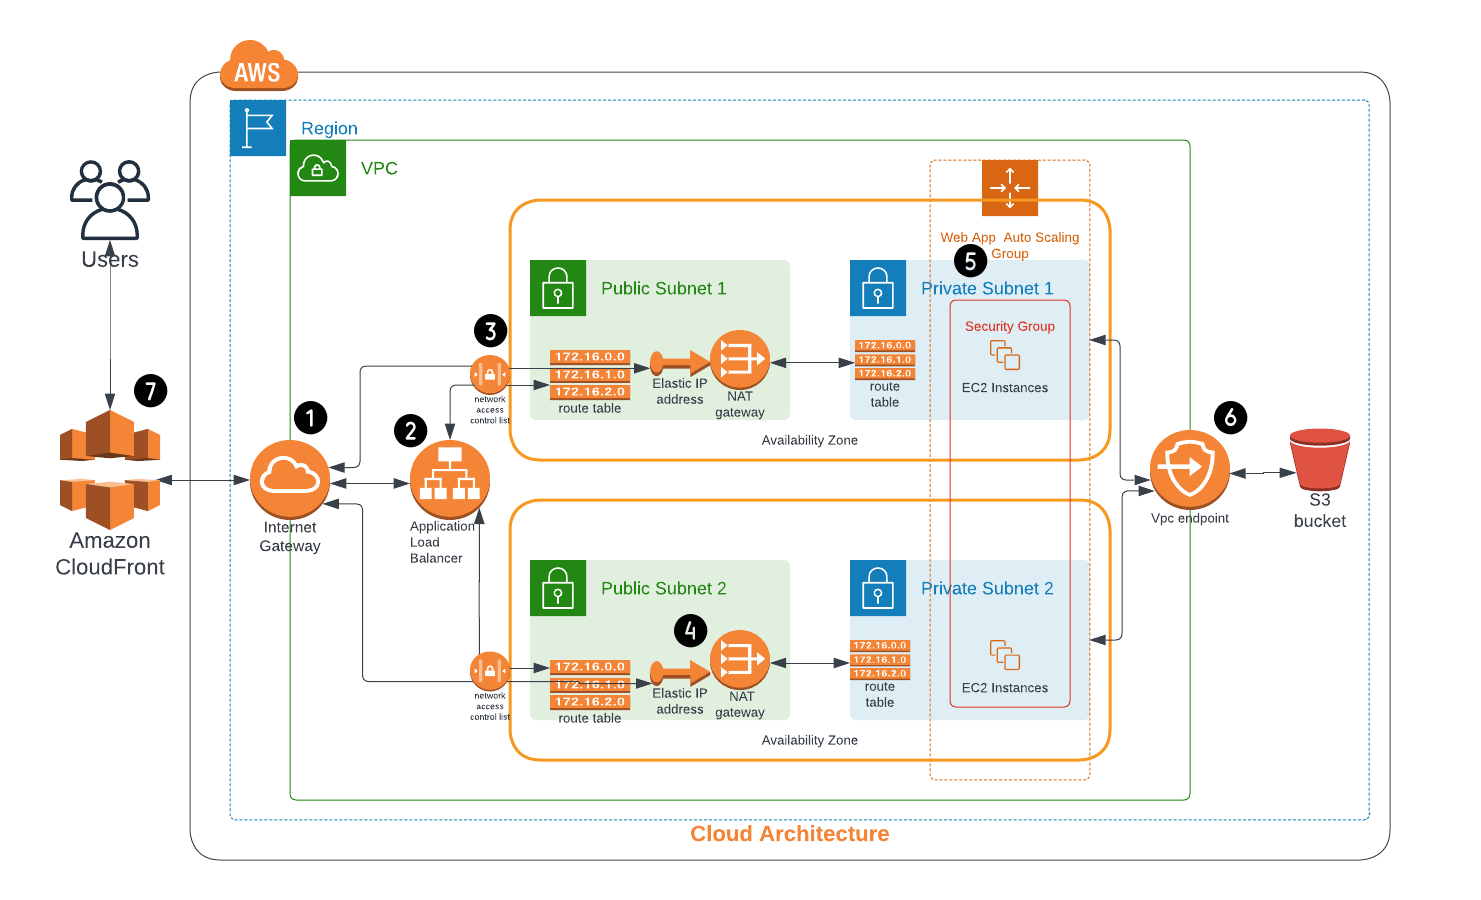 AWS
Region
VPC
Users
7
Amazon
CloudFront
1
Internet
Gateway
2
Application
Load
Balancer
3
network
access
control list
Public Subnet 1
172.16.0.0
172.16.1.0
172.16.2.0
route table
Elastic IP
address
NAT
gateway
Web App Auto Scaling
Group
5
Private Subnet 1
172.16.0.0
172.16.1.0
172.16.2.0
route
table
Security Group
EC2 Instances
Availability Zone
6
Vpc endpoint
S3
bucket
network
access
control list
Public Subnet 2
4
172.16.0.0
172.16.1.0
172.16.2.0
route table
Elastic IP
address
NAT
gateway
Private Subnet 2
172.16.0.0
172.16.1.0
172.16.2.0
route
table
EC2 Instances
Availability Zone
Cloud Architecture